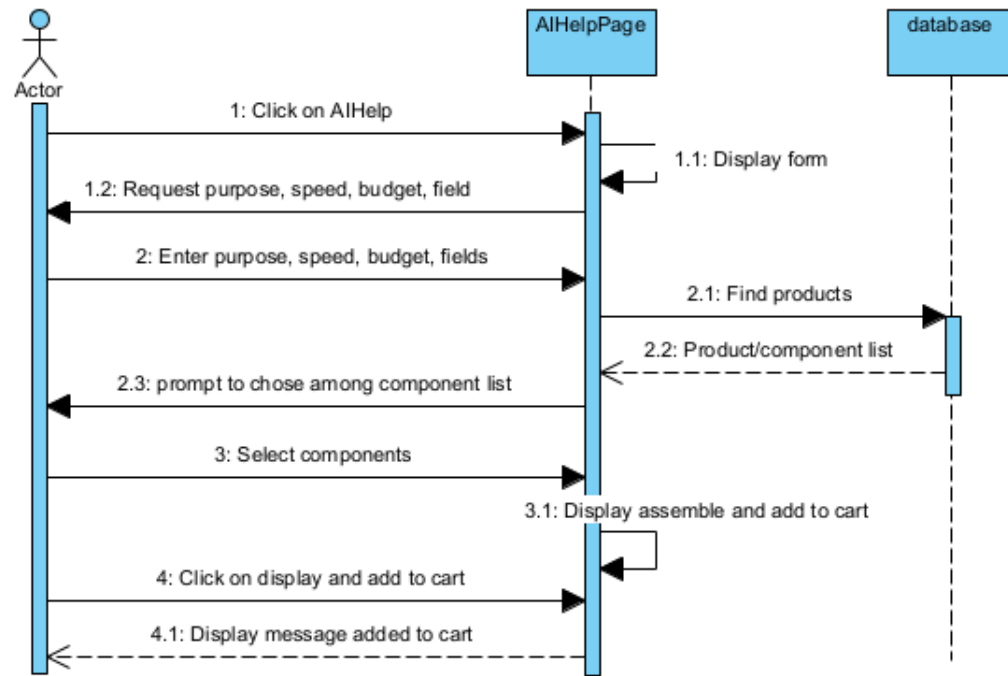 AIHelpPage
database
Actor
1: Click on AIHelp
1.1: Display form
1.2: Request purpose, speed, budget, field
2: Enter purpose, speed, budget, fields
2.1: Find products
2.2: Product/component list
2.3: prompt to chose among component list
3: Select components
3.1: Display assemble and add to cart
4: Click on display and add to cart
4.1: Display message added to cart